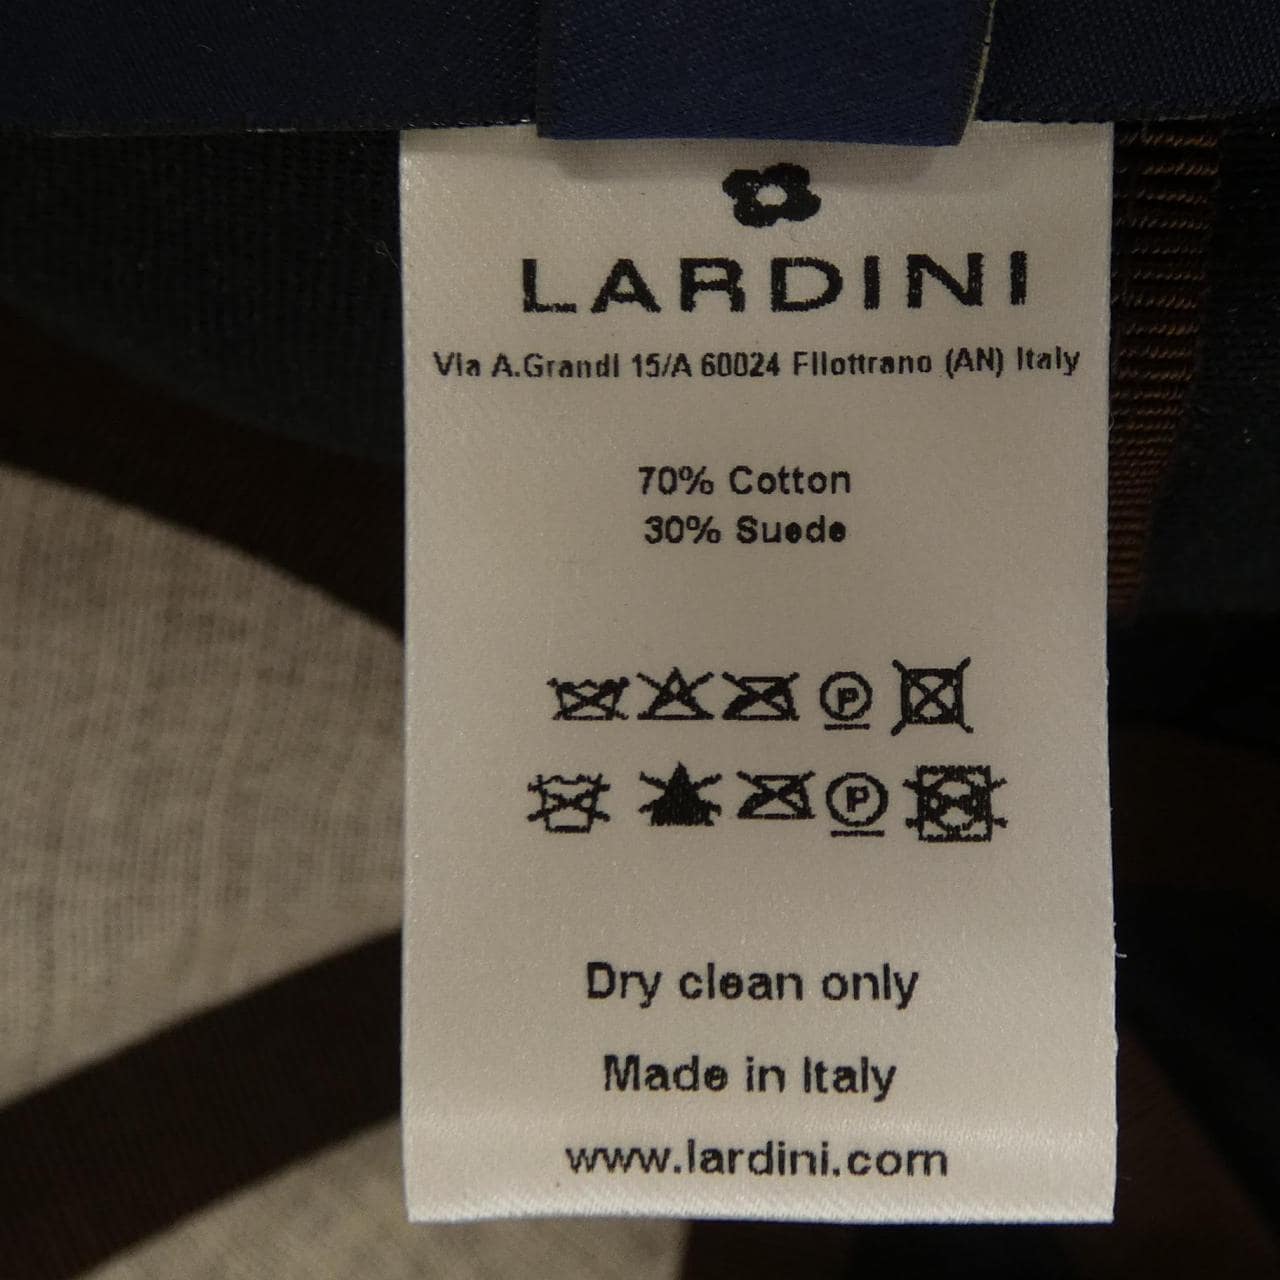 LARDINI
Via A.Grandi 15/A 60024 Filottrano (AN) Italy
70% Cotton
30% Suede
P
P
Dry clean only
Made in Italy
www.lardini.com